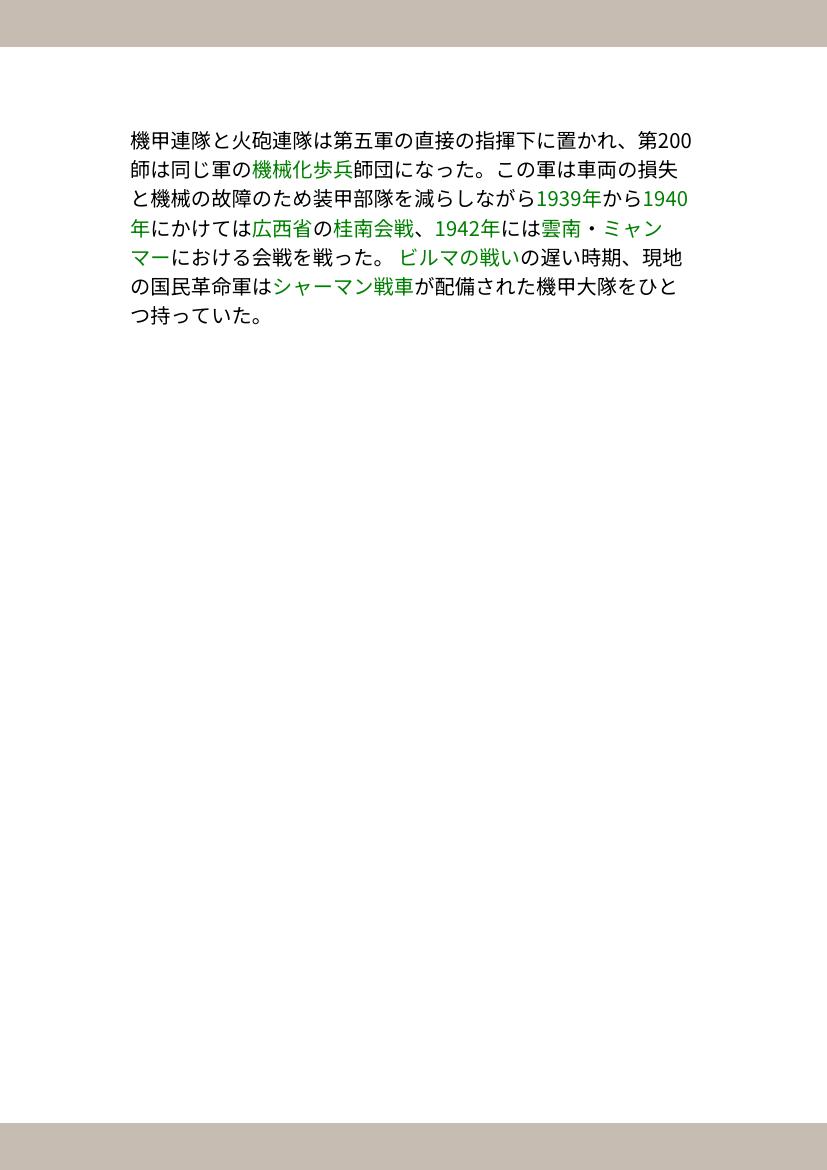 機甲連隊と火砲連隊は第五軍の直接の指揮下に置かれ、第200
師は同じ軍の機械化歩兵師団になった。この軍は車両の損失
と機械の故障のため装甲部隊を減らしながら1939年から1940
年にかけては広西省の桂南会戦、1942年には雲南・ミャン
マーにおける会戦を戦った。 ビルマの戦いの遅い時期、現地
の国民革命軍はシャーマン戦車が配備された機甲大隊をひと
つ持っていた。